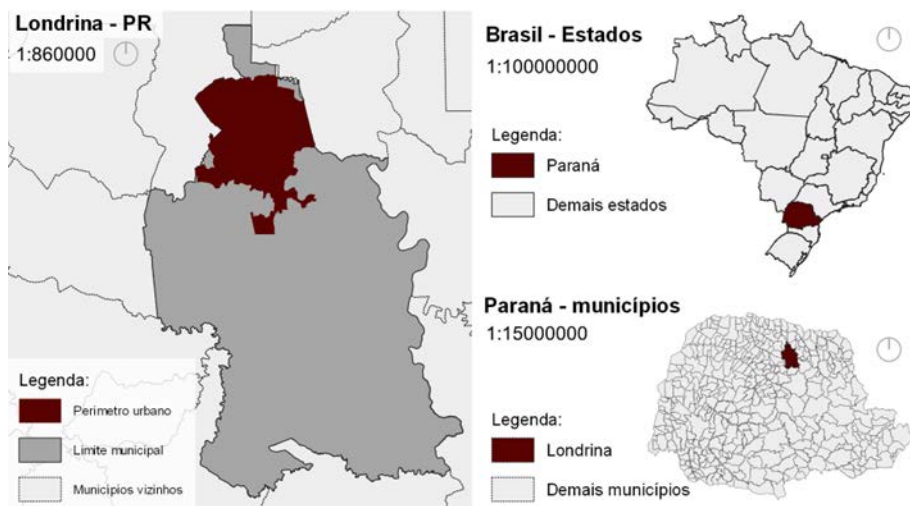 Londrina - PR
1:860000
Legenda:
Perímetro urbano
Limite municipal
Municípios vizinhos
Brasil - Estados
1:100000000
Legenda:
Paraná
Demais estados
Paraná - municípios
1:15000000
Legenda:
Londrina
Demais municípios